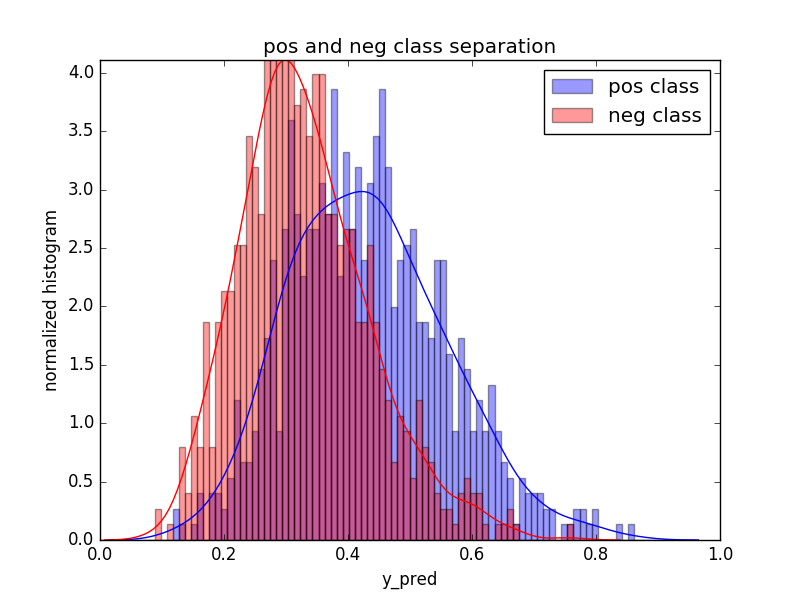 pos and neg class separation
pos class
neg class
normalized histogram
4.0
3.5
3.0
2.5
2.0
1.5
1.0
0.5
0.0
0.0 0.2 0.4 0.6 0.8 1.0
y_pred